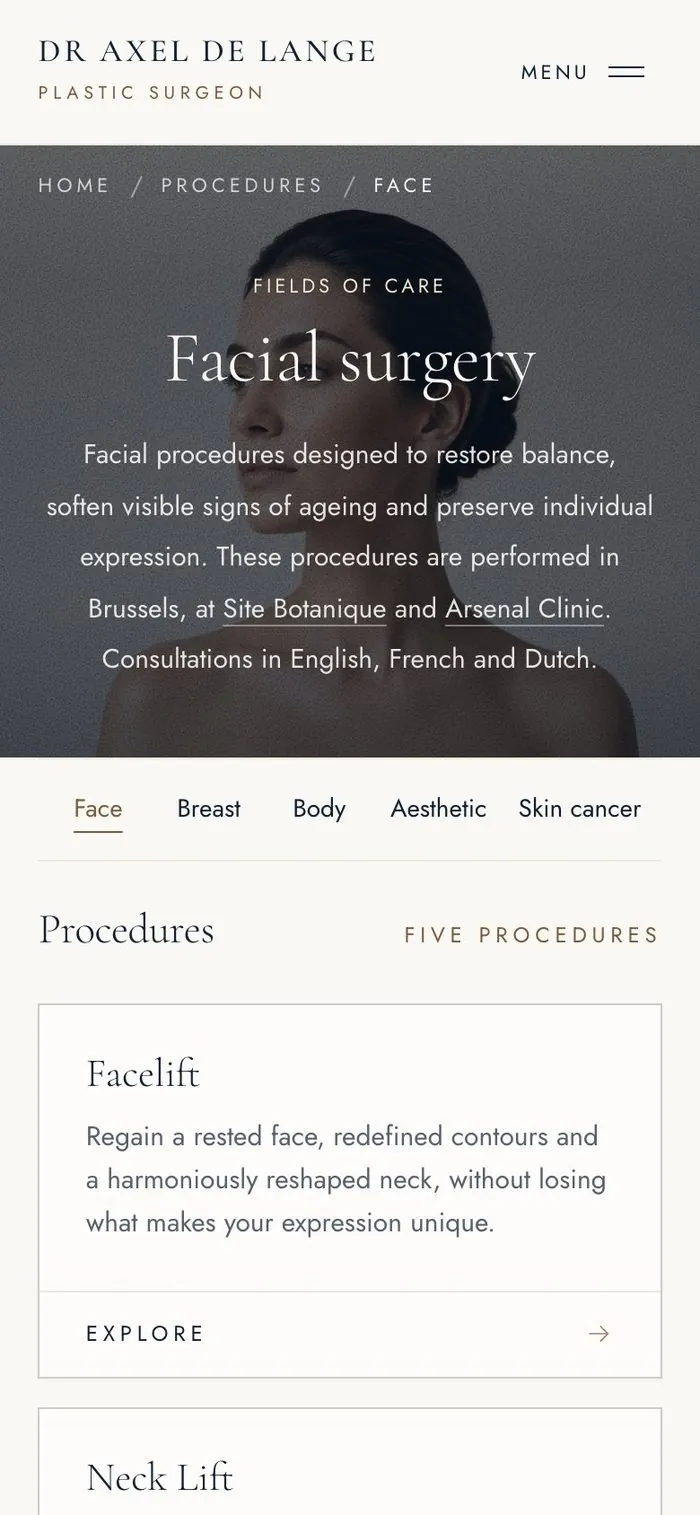 DR AXEL DE LANGE
PLASTIC SURGEON
MENU
HOME / PROCEDURES / FACE
FIELDS OF CARE
Facial surgery
Facial procedures designed to restore balance,
soften visible signs of ageing and preserve individual
expression. These procedures are performed in
Brussels, at Site Botanique and Arsenal Clinic.
Consultations in English, French and Dutch.
Face Breast Body Aesthetic Skin cancer
Procedures
FIVE PROCEDURES
Facelift
Regain a rested face, redefined contours and
a harmoniously reshaped neck, without losing
what makes your expression unique.
EXPLORE
Neck Lift